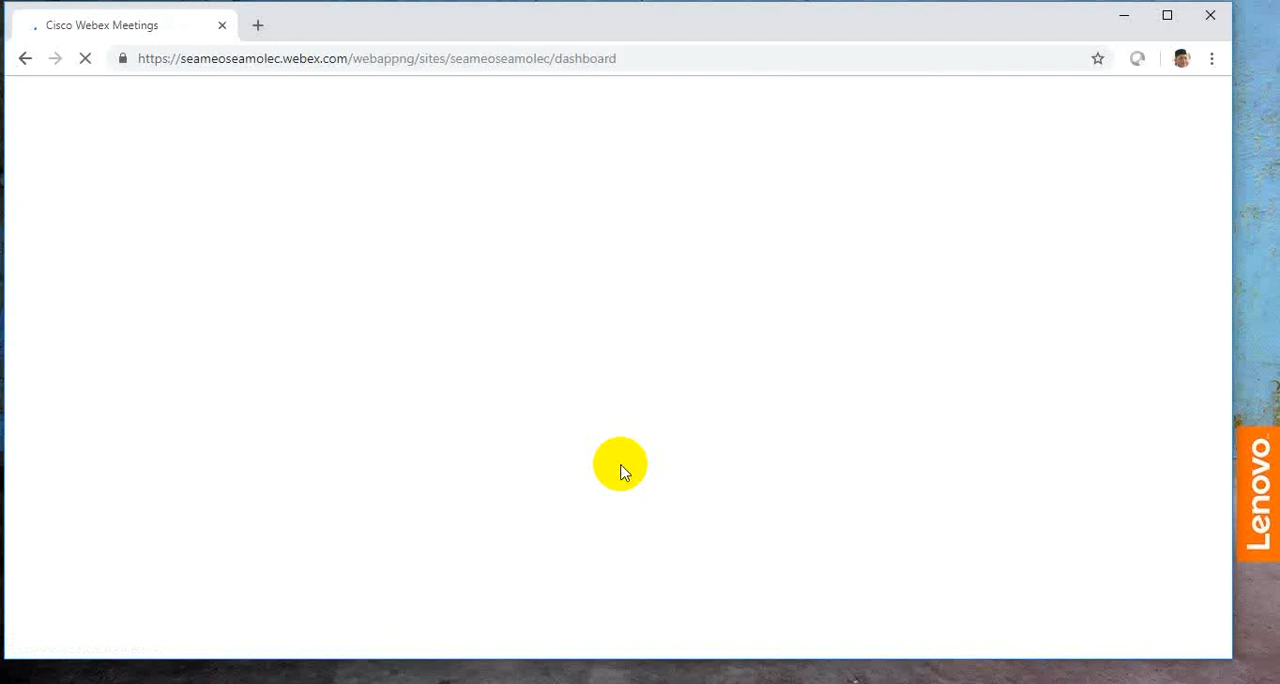 Cisco Webex Meetings
https://seameoseamolec.webex.com/webappng/sites/seameoseamolec/dashboard
Lenovo